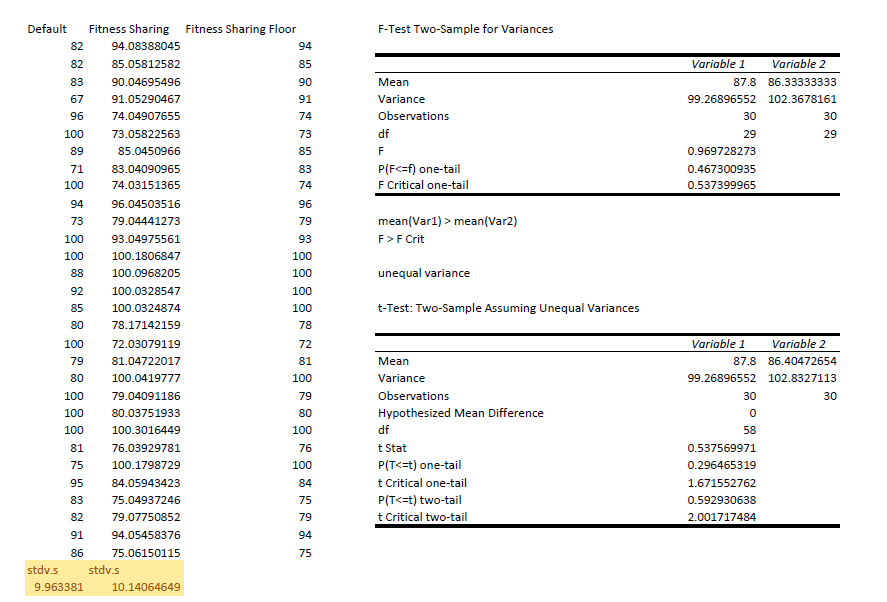 Default Fitness Sharing Fitness Sharing Floor F-Test Two-Sample for Variances
82 94.08388045 94
82 85.05812582 85 Variable 1 Variable 2
83 90.04695496 90 Mean 87.8 86.33333333
67 91.05290467 91 Variance 99.26896552 102.3678161
96 74.04907655 74 Observations 30 30
100 73.05822563 73 df 29 29
89 85.0450966 85 F 0.969728273
71 83.04090965 83 P(F<=f) one-tail 0.467300935
100 74.03151365 74 F Critical one-tail 0.537399965
94 96.04503516 96
73 79.04441273 79 mean(Var1) > mean(Var2)
100 93.04975561 93 F > F Crit
100 100.1806847 100
88 100.0968205 100 unequal variance
92 100.0328547 100
85 100.0324874 100 t-Test: Two-Sample Assuming Unequal Variances
80 78.17142159 78
100 72.03079119 72 Variable 1 Variable 2
79 81.04722017 81 Mean 87.8 86.40472654
80 100.0419777 100 Variance 99.26896552 102.8327113
100 79.04091186 79 Observations 30 30
100 80.03751933 80 Hypothesized Mean Difference 0
100 100.3016449 100 df 58
81 76.03929781 76 t Stat 0.537569971
75 100.1798729 100 P(T<=t) one-tail 0.296465319
95 84.05943423 84 t Critical one-tail 1.671552762
83 75.04937246 75 P(T<=t) two-tail 0.592930638
82 79.07750852 79 t Critical two-tail 2.001717484
91 94.05458376 94
86 75.06150115 75
stdv.s stdv.s
9.963381 10.14064649